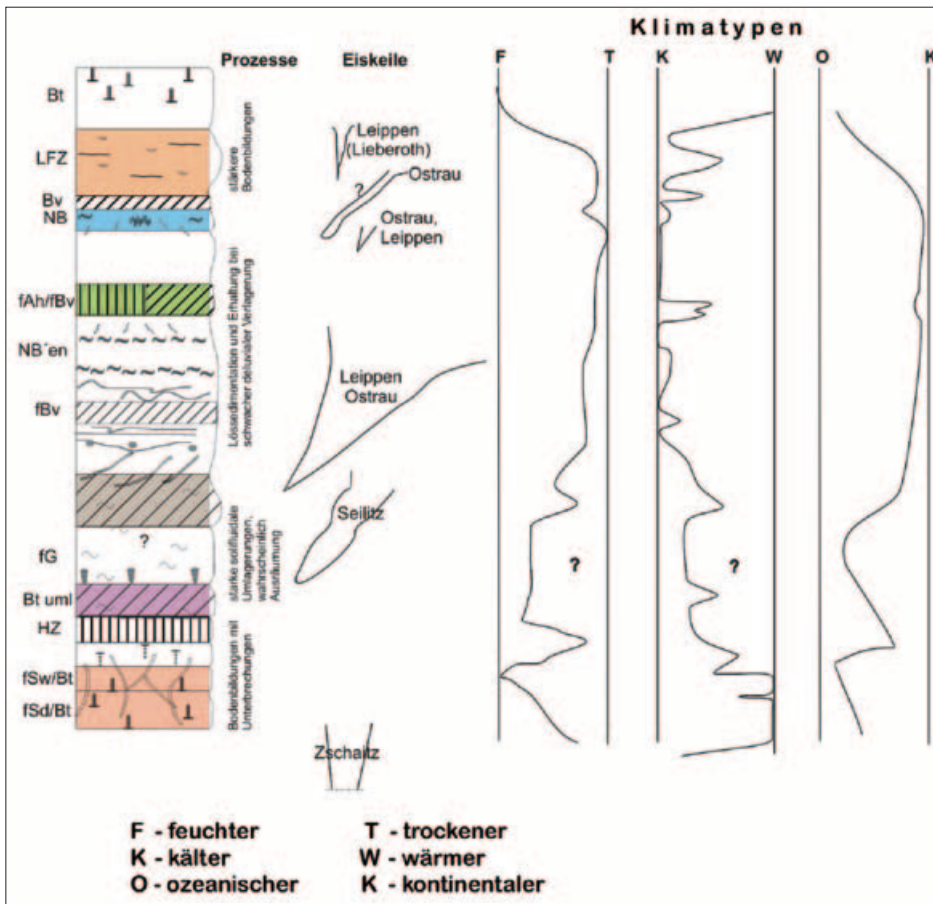 Klimatypen
Prozesse
Eiskeile
F
T
K
W
O
K
Bt
LFZ
Bv
NB
fAh/fBv
NB´en
fBv
fG
?
Bt uml
HZ
fSw/Bt
fSd/Bt
stärkere
Bodenbildungen
Lössedimentation und Erhaltung bei
schwacher deluvialer Verlagerung
starke solifluidale
Umlagerungen,
wahrscheinlich
Ausräumung
Bodenbildungen mit
Unterbrechungen
Leippen
(Lieberoth)
?
Ostrau
Ostrau,
Leippen
Leippen
Ostrau
Seilitz
Zschaitz
?
?
F - feuchter
T - trockener
K - kälter
W - wärmer
O - ozeanischer
K - kontinentaler